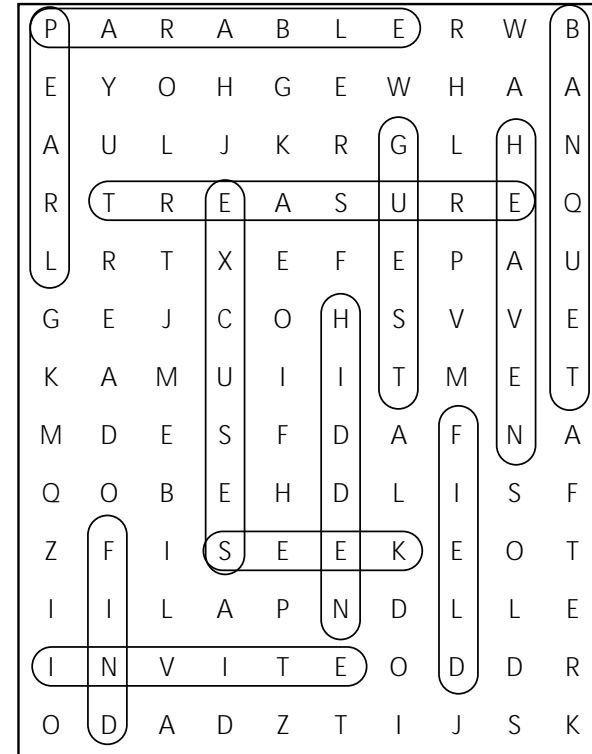 P A R A B L E R W B
E Y O H G E W H A A
A U L J K R G L H N
R T R E A S U R E Q
L R T X E F E P A U
G E J C O H S V V E
K A M U I I T M E T
M D E S F D A F N A
Q O B E H D L I S F
Z F I S E E K E O T
I I L A P N D L L E
I N V I T E O D D R
O D A D Z T I J S K